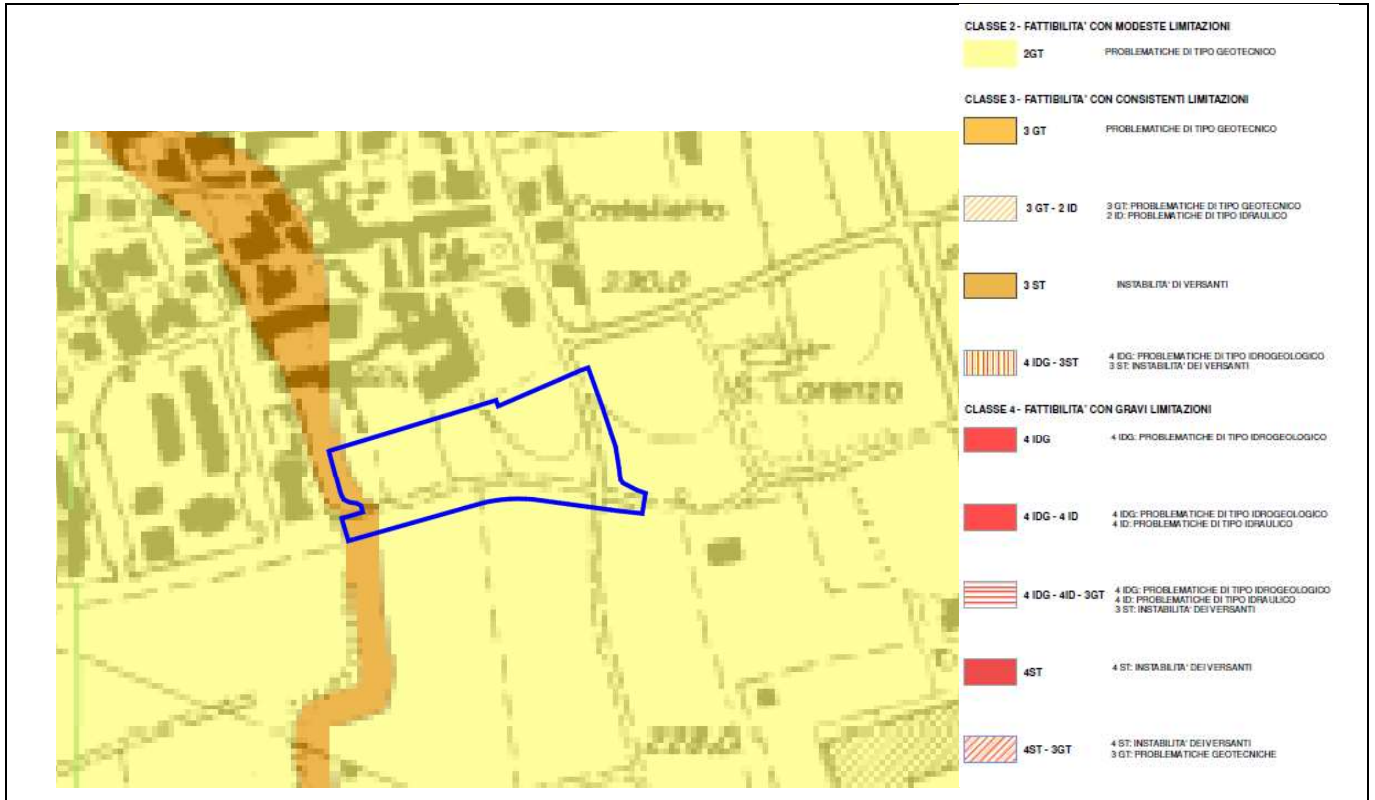 CLASSE 2 - FATTIBILITA' CON MODESTE LIMITAZIONI
2GT PROBLEMATICHE DI TIPO GEOTECNICO
CLASSE 3 - FATTIBILITA' CON CONSISTENTI LIMITAZIONI
3 GT PROBLEMATICHE DI TIPO GEOTECNICO
3 GT - 2 ID 3 GT: PROBLEMATICHE DI TIPO GEOTECNICO
2 ID: PROBLEMATICHE DI TIPO IDRAULICO
3 ST INSTABILITA' DI VERSANTI
4 IDG - 3ST 4 IDG: PROBLEMATICHE DI TIPO IDROGEOLOGICO
3 ST: INSTABILITA' DEI VERSANTI
CLASSE 4 - FATTIBILITA' CON GRAVI LIMITAZIONI
4 IDG 4 IDG: PROBLEMATICHE DI TIPO IDROGEOLOGICO
4 IDG - 4 ID 4 IDG: PROBLEMATICHE DI TIPO IDROGEOLOGICO
4 ID: PROBLEMATICHE DI TIPO IDRAULICO
4 IDG - 4ID - 3GT 4 IDG: PROBLEMATICHE DI TIPO IDROGEOLOGICO
4 ID: PROBLEMATICHE DI TIPO IDRAULICO
3 ST: INSTABILITA' DEI VERSANTI
4ST 4 ST: INSTABILITA' DEI VERSANTI
4ST - 3GT 4 ST: INSTABILITA' DEI VERSANTI
3 GT: PROBLEMATICHE GEOTECNICHE
230.0
Lorenzo